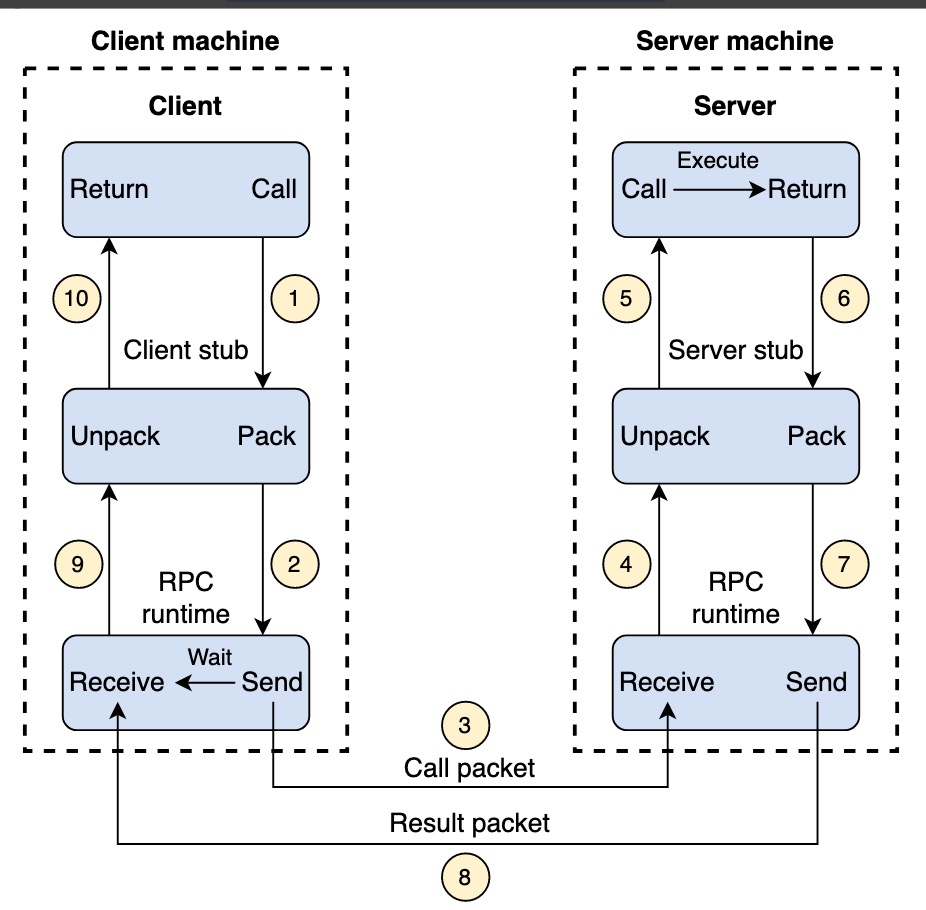 Client machine
Server machine
Client
Server
Return
Call
Execute
Call
Return
10
1
5
6
Client stub
Server stub
Unpack
Pack
Unpack
Pack
9
2
4
7
RPC
runtime
RPC
runtime
Wait
Receive
Send
Receive
Send
3
Call packet
Result packet
8